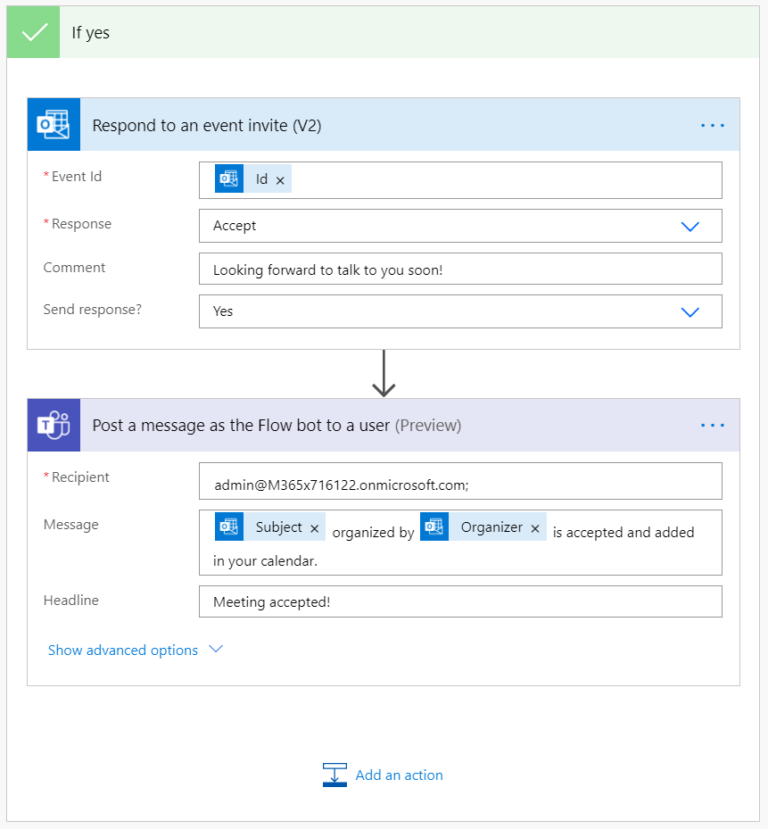 If yes
Respond to an event invite (V2)
* Event Id
Id ×
* Response
Accept
Comment
Looking forward to talk to you soon!
Send response?
Yes
Post a message as the Flow bot to a user (Preview)
* Recipient
admin@M365x716122.onmicrosoft.com;
Message
Subject × organized by Organizer × is accepted and added
in your calendar.
Headline
Meeting accepted!
Show advanced options
Add an action